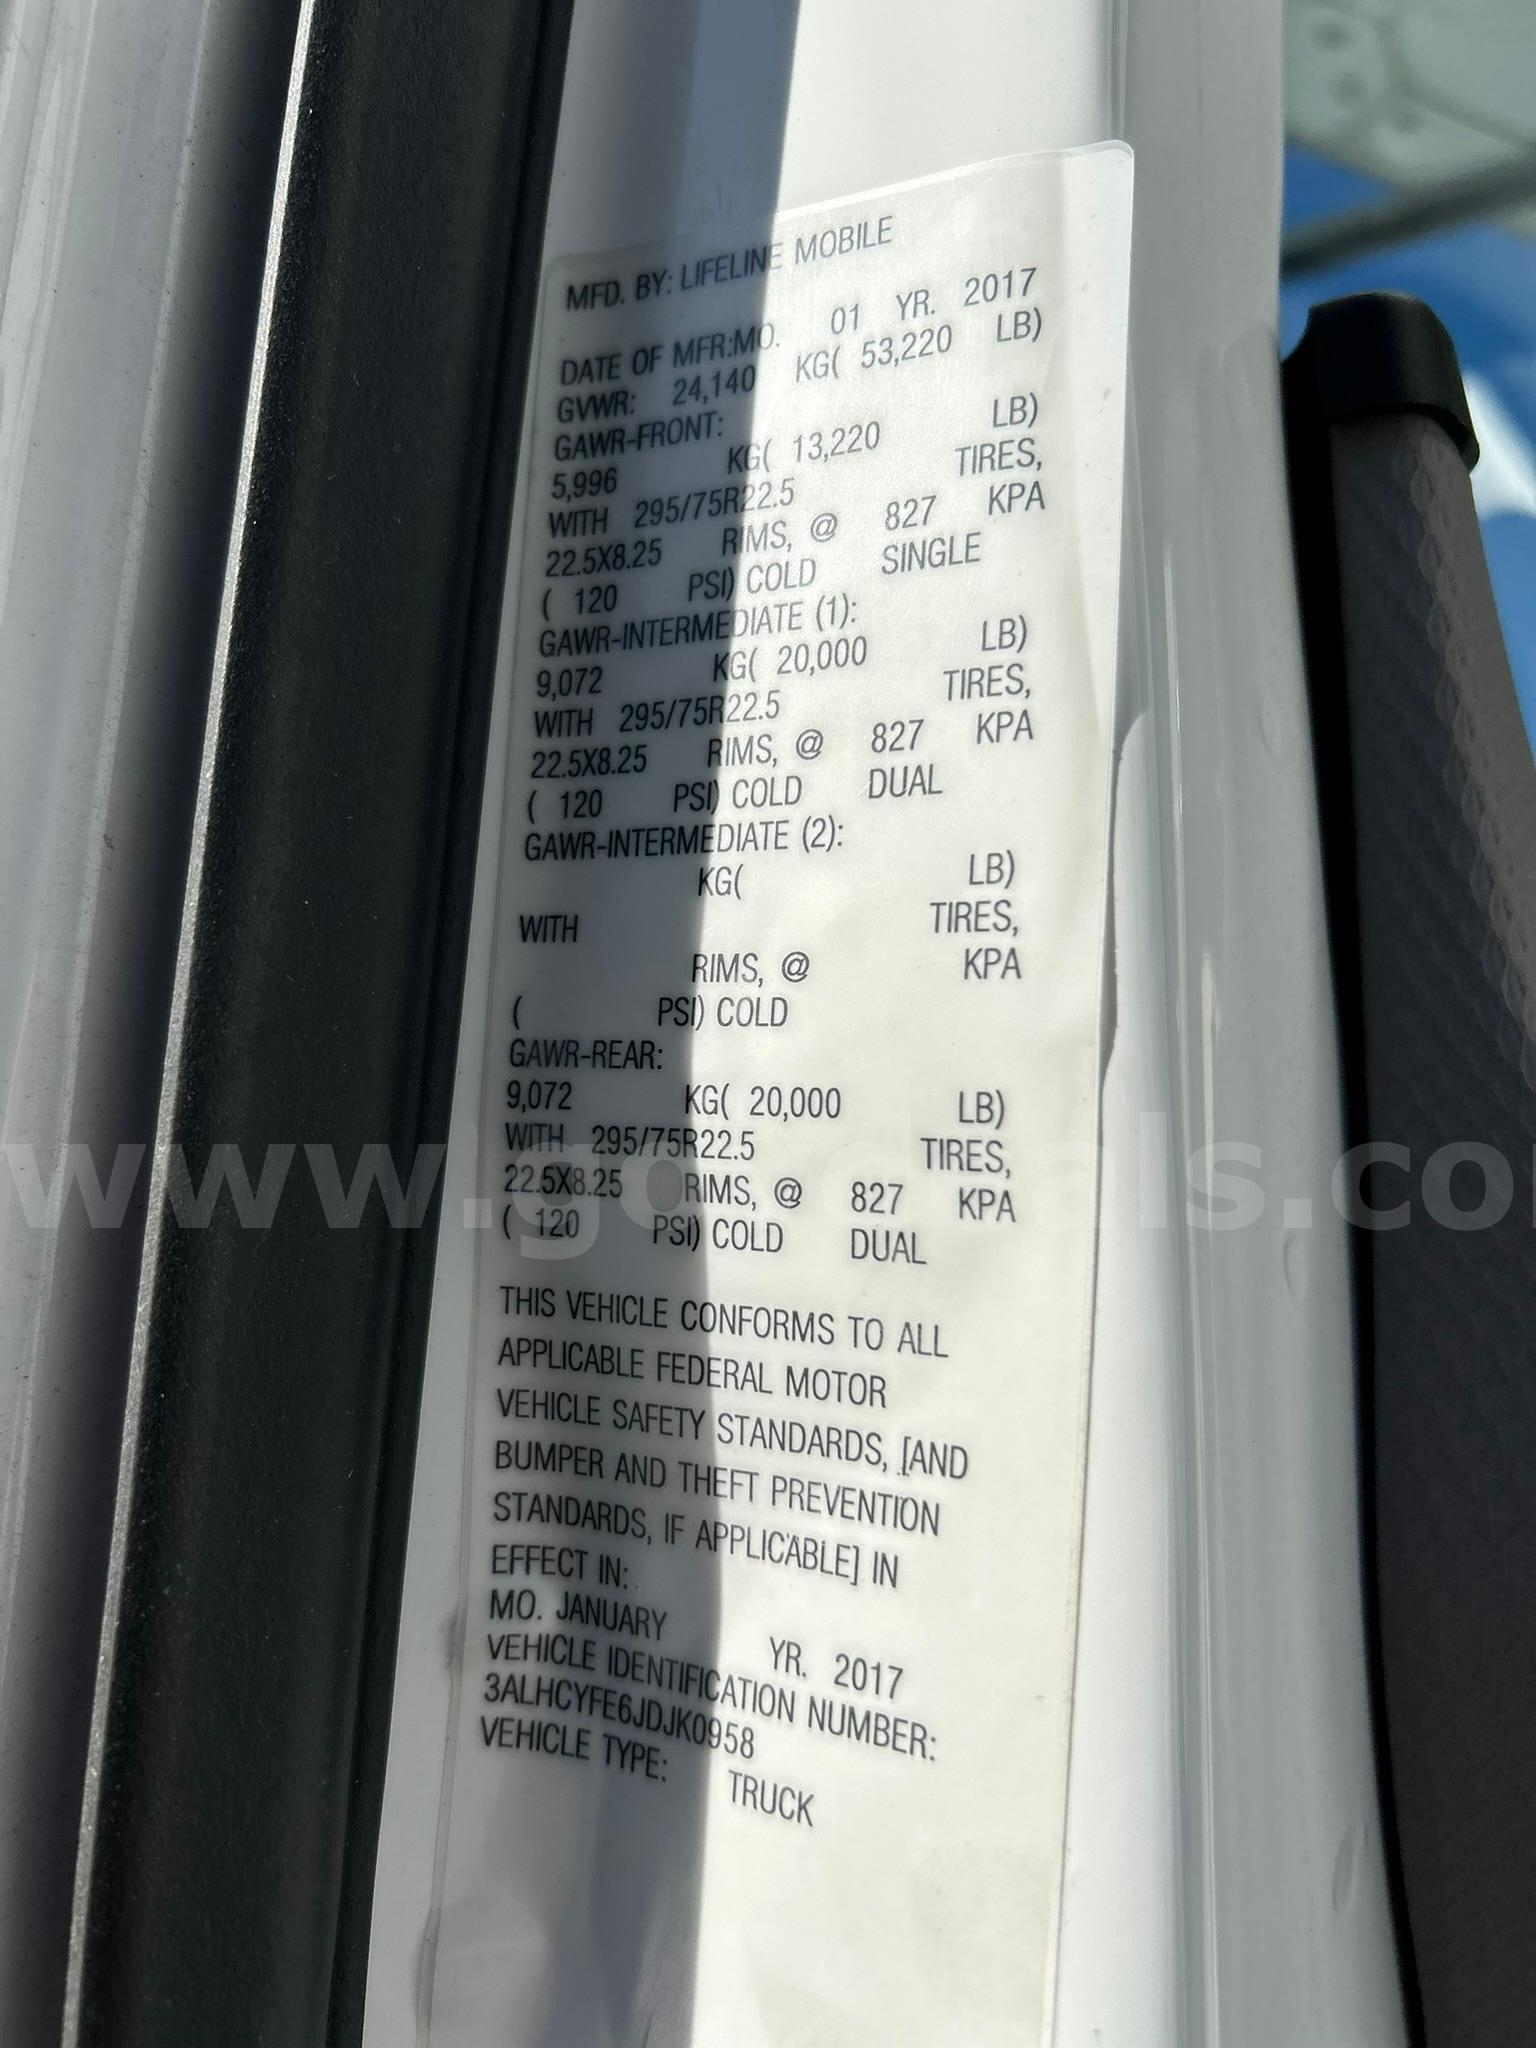 MFD. BY: LIFELINE MOBILE
DATE OF MFR:MO. 01 YR. 2017
GVWR: 24,140 KG( 53,220 LB)
GAWR-FRONT:
5,996 KG( 13,220 LB)
WITH 295/75R22.5 TIRES,
22.5X8.25 RIMS, @ 827 KPA
( 120 PSI) COLD SINGLE
GAWR-INTERMEDIATE (1):
9,072 KG( 20,000 LB)
WITH 295/75R22.5 TIRES,
22.5X8.25 RIMS, @ 827 KPA
( 120 PSI) COLD DUAL
GAWR-INTERMEDIATE (2):
KG( LB)
WITH TIRES,
RIMS, @ KPA
( PSI) COLD
GAWR-REAR:
9,072 KG( 20,000 LB)
WITH 295/75R22.5 TIRES,
22.5X8.25 RIMS, @ 827 KPA
( 120 PSI) COLD DUAL
THIS VEHICLE CONFORMS TO ALL
APPLICABLE FEDERAL MOTOR
VEHICLE SAFETY STANDARDS, [AND
BUMPER AND THEFT PREVENTION
STANDARDS, IF APPLICABLE] IN
EFFECT IN:
MO. JANUARY YR. 2017
VEHICLE IDENTIFICATION NUMBER:
3ALHCYFE6JDJK0958
VEHICLE TYPE: TRUCK